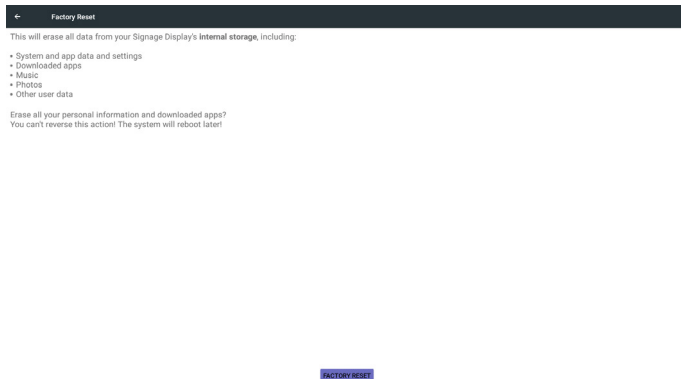 Factory Reset
This will erase all data from your Signage Display's internal storage, including:
• System and app data and settings
• Downloaded apps
• Music
• Photos
• Other user data
Erase all your personal information and downloaded apps?
You can't reverse this action! The system will reboot later!
FACTORY RESET